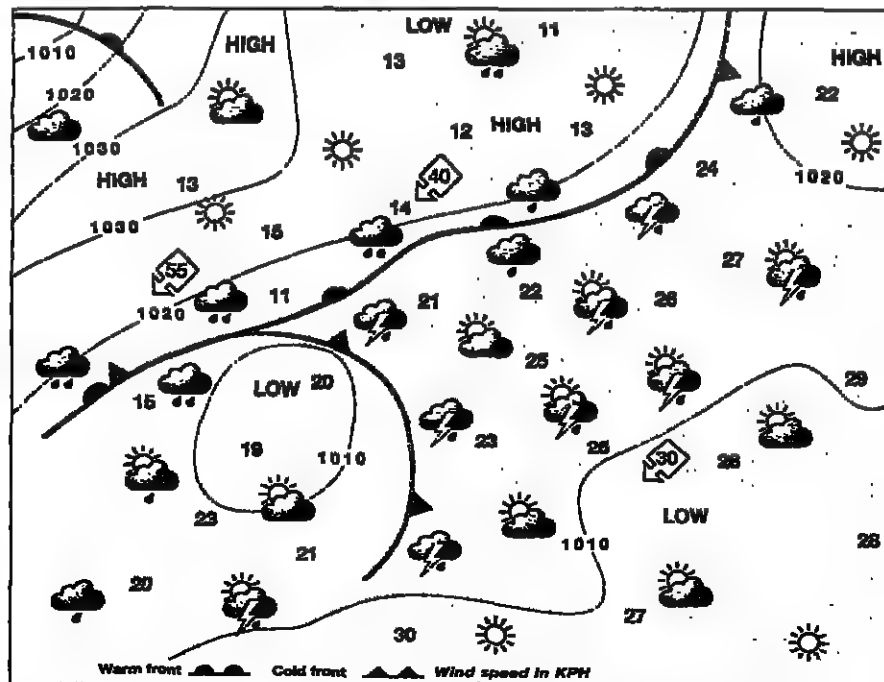 LOW 11
1010 HIGH 13 HIGH
1020 22
1030 12 HIGH 13
HIGH 13 40 24 1020
1030 15 14
55 27
1020 11 21 22 26
25
15 LOW 20 29
19 1010 23 25 30 26
23 LOW
21 1010 28
20 27
30
Warm front Cold front Wind speed in KPH